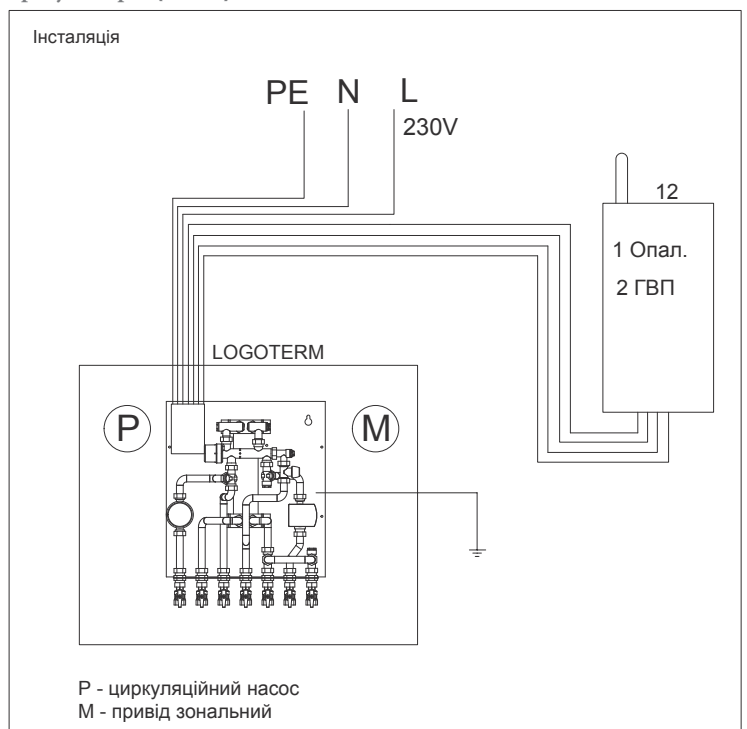 Інсталяція
PE N L
230V
12
1 Опал.
2 ГВП
LOGOTERM
P M
P - циркуляційний насос
M - привід зональний